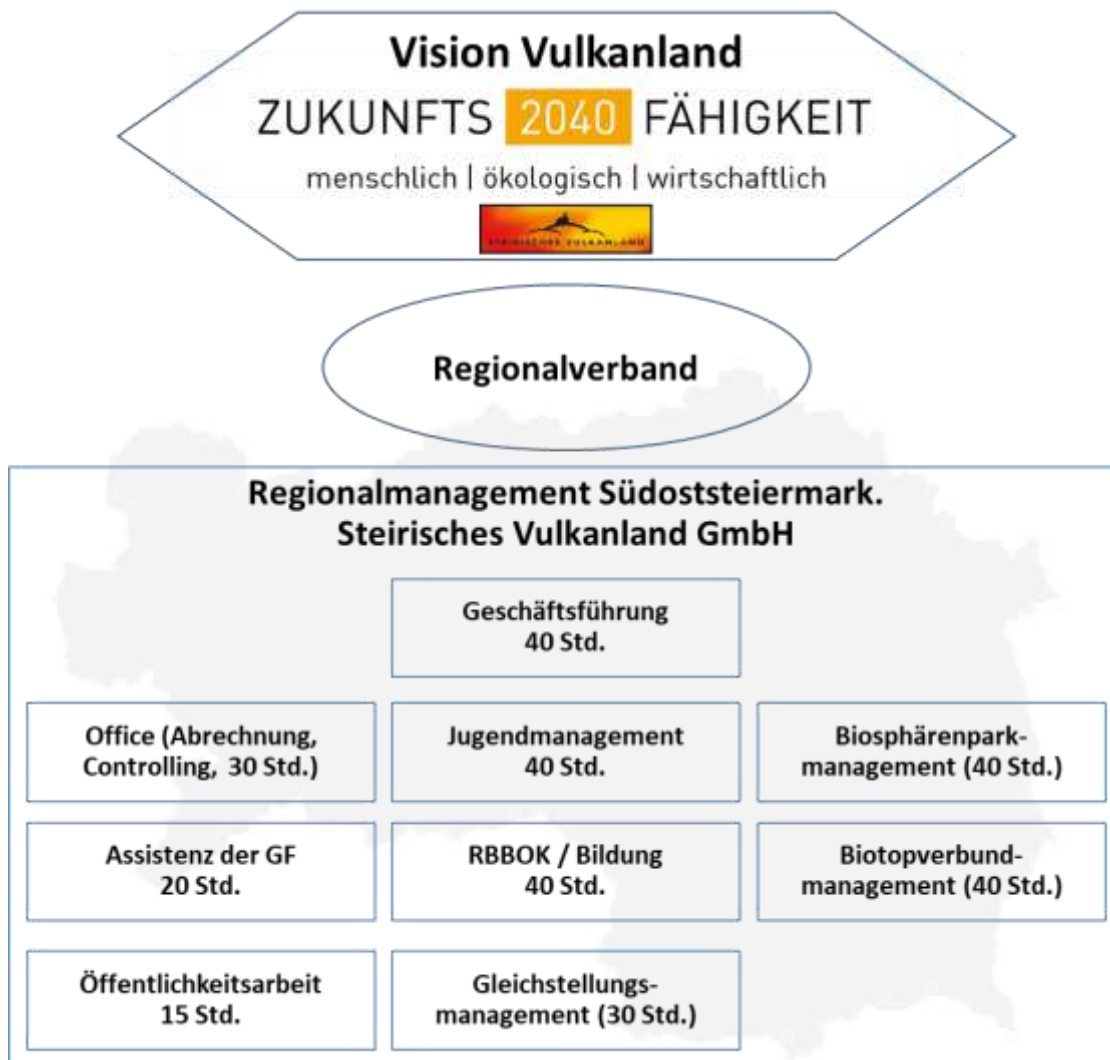 Vision Vulkanland
ZUKUNFTS 2040 FÄHIGKEIT
menschlich | ökologisch | wirtschaftlich
STEIRISCHES VULKANLAND
Regionalverband
Regionalmanagement Südoststeiermark.
Steirisches Vulkanland GmbH
Geschäftsführung
40 Std.
Office (Abrechnung,
Controlling, 30 Std.)
Jugendmanagement
40 Std.
Biosphärenpark-
management (40 Std.)
Assistenz der GF
20 Std.
RBBOK / Bildung
40 Std.
Biotopverbund-
management (40 Std.)
Öffentlichkeitsarbeit
15 Std.
Gleichstellungs-
management (30 Std.)